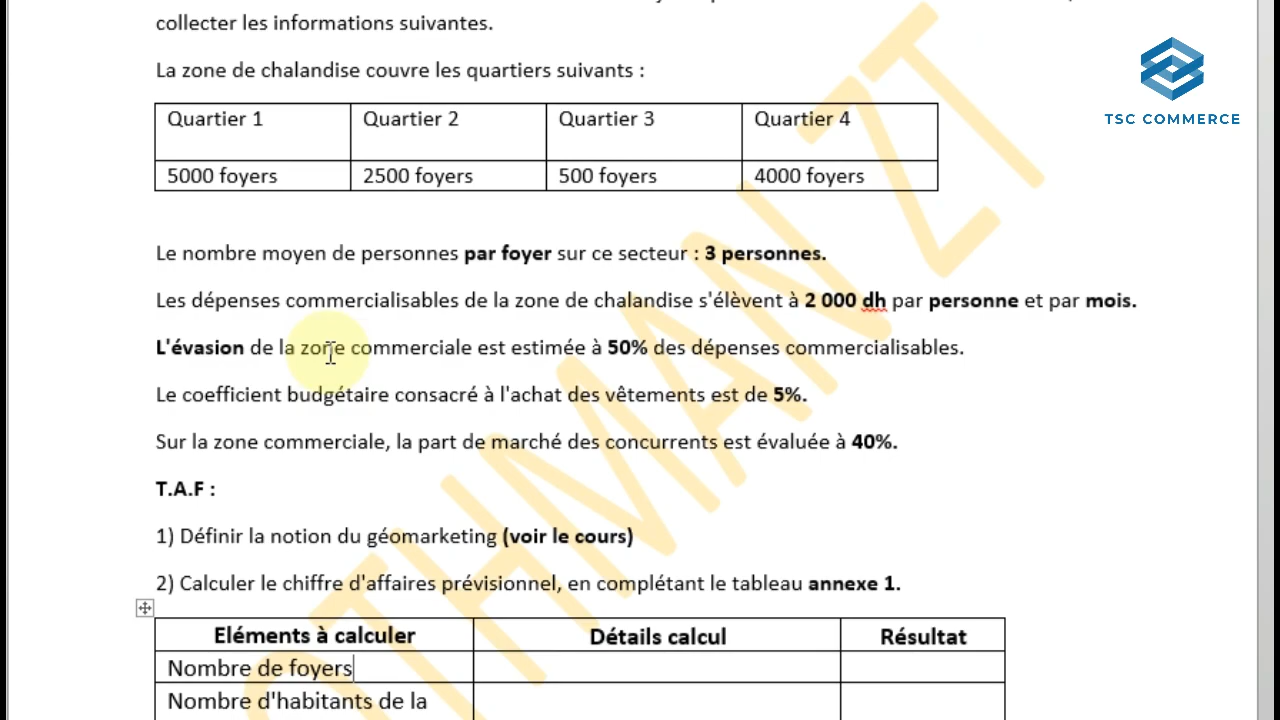 collecter les informations suivantes.
La zone de chalandise couvre les quartiers suivants :
TSC COMMERCE
Quartier 1 Quartier 2 Quartier 3 Quartier 4
5000 foyers 2500 foyers 500 foyers 4000 foyers
Le nombre moyen de personnes par foyer sur ce secteur : 3 personnes.
Les dépenses commercialisables de la zone de chalandise s'élèvent à 2 000 dh par personne et par mois.
L'évasion de la zone commerciale est estimée à 50% des dépenses commercialisables.
Le coefficient budgétaire consacré à l'achat des vêtements est de 5%.
Sur la zone commerciale, la part de marché des concurrents est évaluée à 40%.
T.A.F :
1) Définir la notion du géomarketing (voir le cours)
2) Calculer le chiffre d'affaires prévisionnel, en complétant le tableau annexe 1.
Eléments à calculer Détails calcul Résultat
Nombre de foyers
Nombre d'habitants de la
OTHMAN ZT